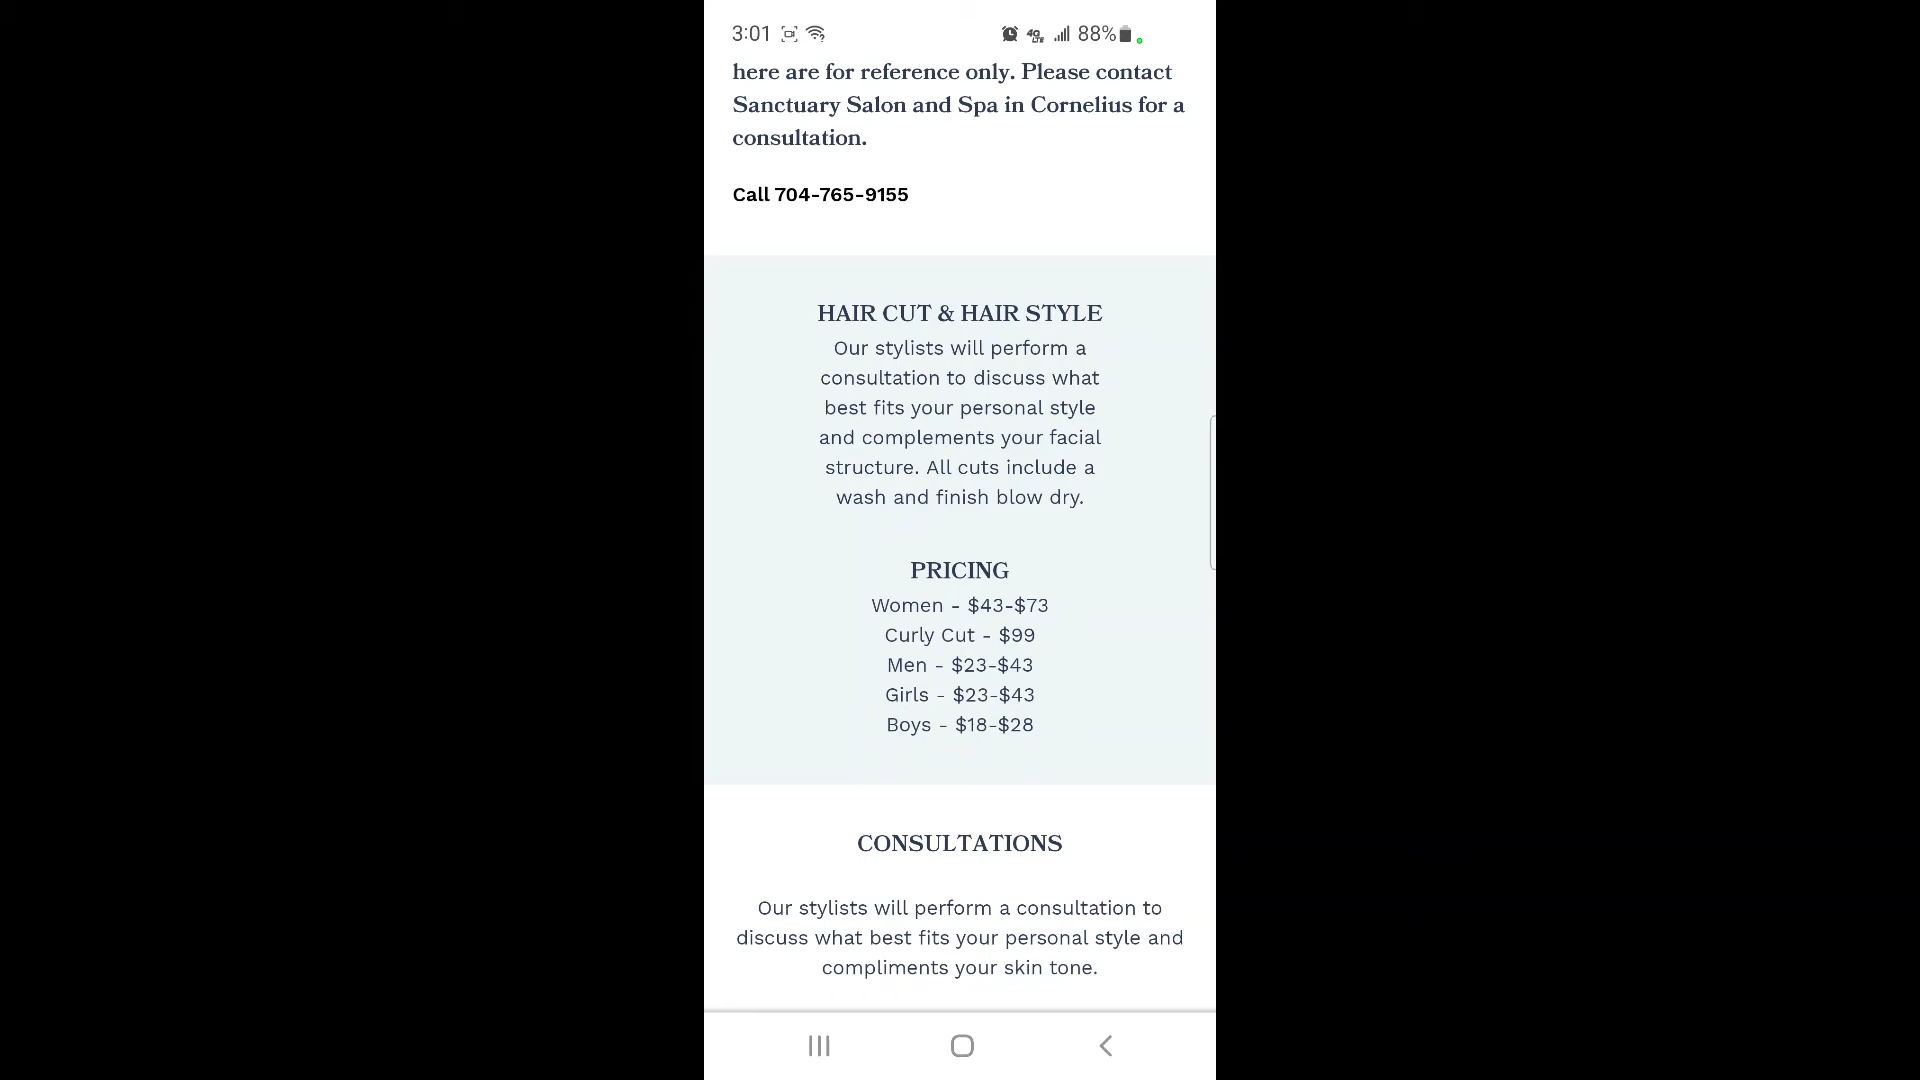 3:01 88%
here are for reference only. Please contact
Sanctuary Salon and Spa in Cornelius for a
consultation.
Call 704-765-9155
HAIR CUT & HAIR STYLE
Our stylists will perform a
consultation to discuss what
best fits your personal style
and complements your facial
structure. All cuts include a
wash and finish blow dry.
PRICING
Women - $43-$73
Curly Cut - $99
Men - $23-$43
Girls - $23-$43
Boys - $18-$28
CONSULTATIONS
Our stylists will perform a consultation to
discuss what best fits your personal style and
compliments your skin tone.